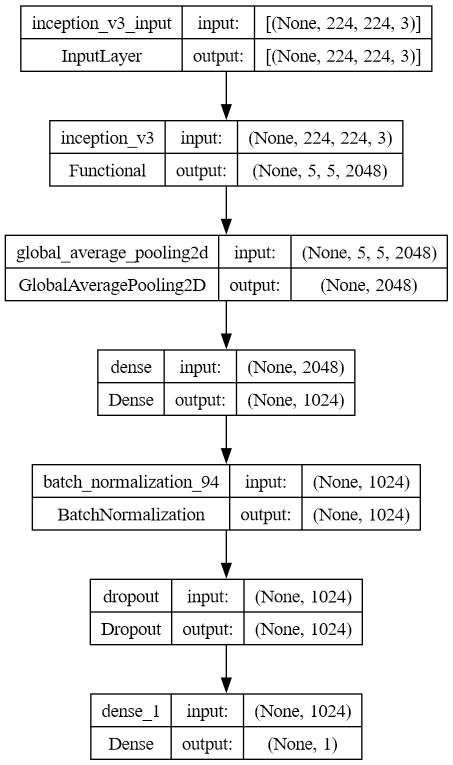 inception_v3_input input: [(None, 224, 224, 3)]
InputLayer output: [(None, 224, 224, 3)]
inception_v3 input: (None, 224, 224, 3)
Functional output: (None, 5, 5, 2048)
global_average_pooling2d input: (None, 5, 5, 2048)
GlobalAveragePooling2D output: (None, 2048)
dense input: (None, 2048)
Dense output: (None, 1024)
batch_normalization_94 input: (None, 1024)
BatchNormalization output: (None, 1024)
dropout input: (None, 1024)
Dropout output: (None, 1024)
dense_1 input: (None, 1024)
Dense output: (None, 1)